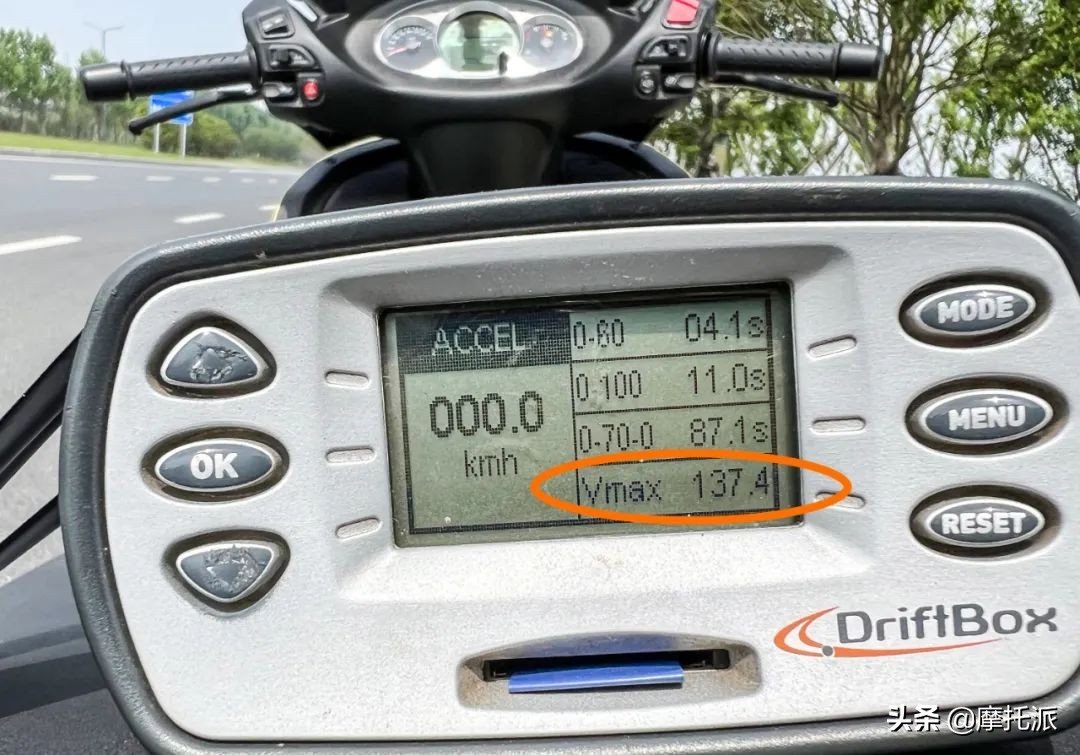 ACCEL
000.0
kmh
0-60 04.1s
0-100 11.0s
0-70-0 87.1s
Vmax 137.4
OK
MODE
MENU
RESET
DriftBox
头条 @摩托派